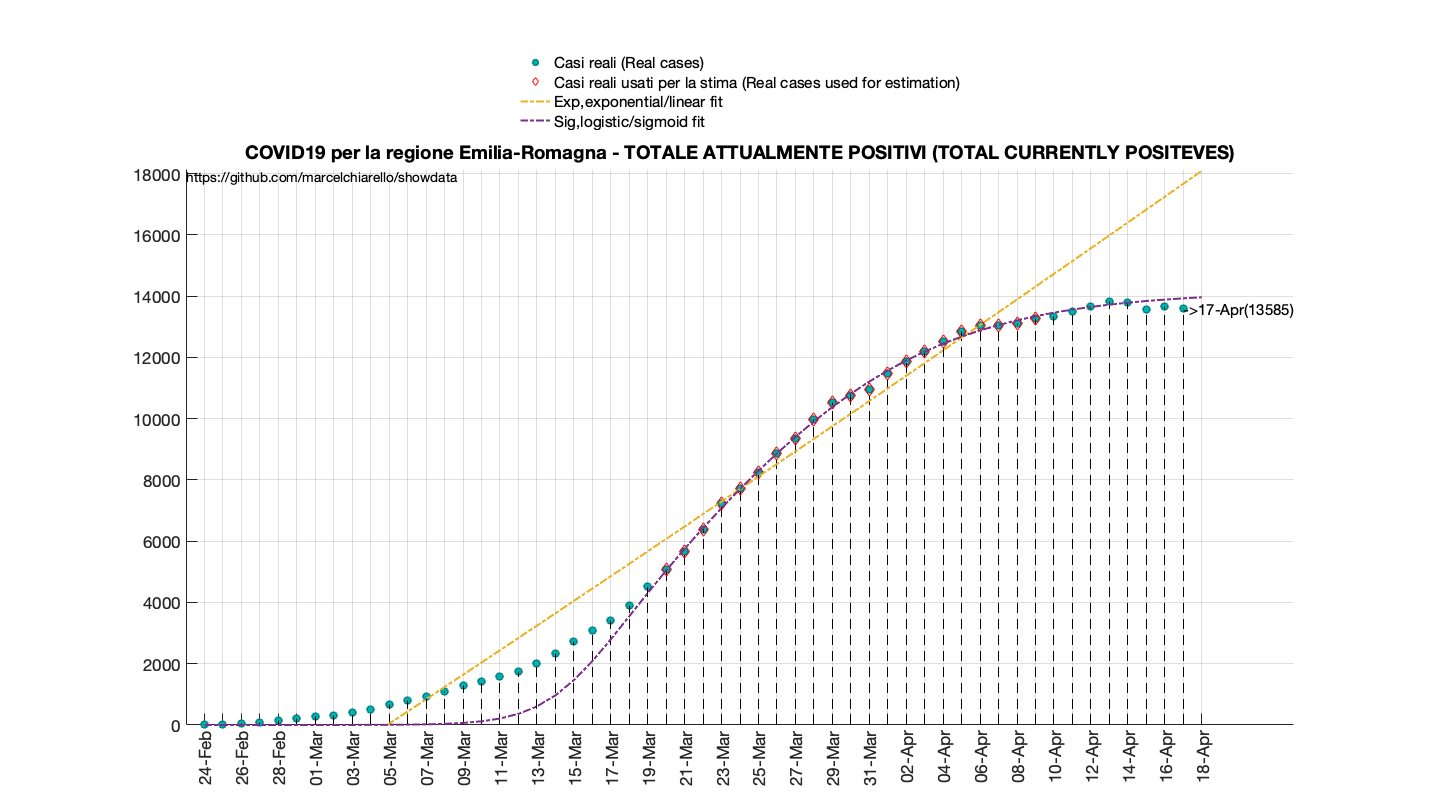 Casi reali (Real cases)
Casi reali usati per la stima (Real cases used for estimation)
Exp,exponential/linear fit
Sig,logistic/sigmoid fit
COVID19 per la regione Emilia-Romagna - TOTALE ATTUALMENTE POSITIVI (TOTAL CURRENTLY POSITEVES)
https://github.com/marcelchiarello/showdata
18000
16000
14000
12000
10000
8000
6000
4000
2000
0
->17-Apr(13585)
24-Feb
26-Feb
28-Feb
01-Mar
03-Mar
05-Mar
07-Mar
09-Mar
11-Mar
13-Mar
15-Mar
17-Mar
19-Mar
21-Mar
23-Mar
25-Mar
27-Mar
29-Mar
31-Mar
02-Apr
04-Apr
06-Apr
08-Apr
10-Apr
12-Apr
14-Apr
16-Apr
18-Apr